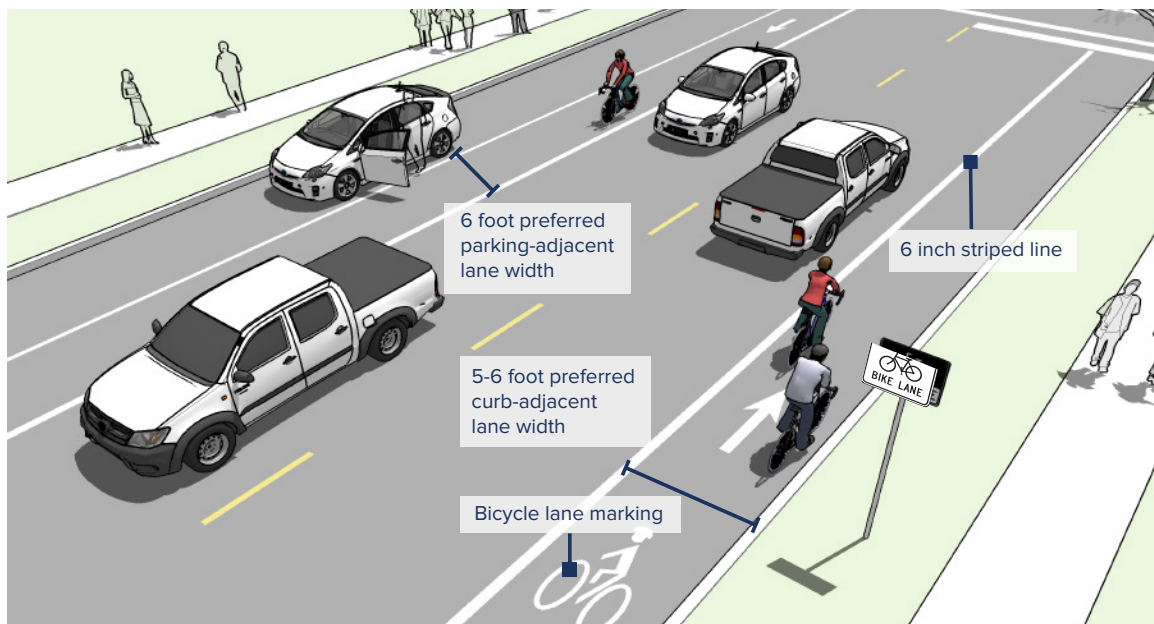 6 foot preferred
parking-adjacent
lane width
6 inch striped line
5-6 foot preferred
curb-adjacent
lane width
BIKE LANE
Bicycle lane marking